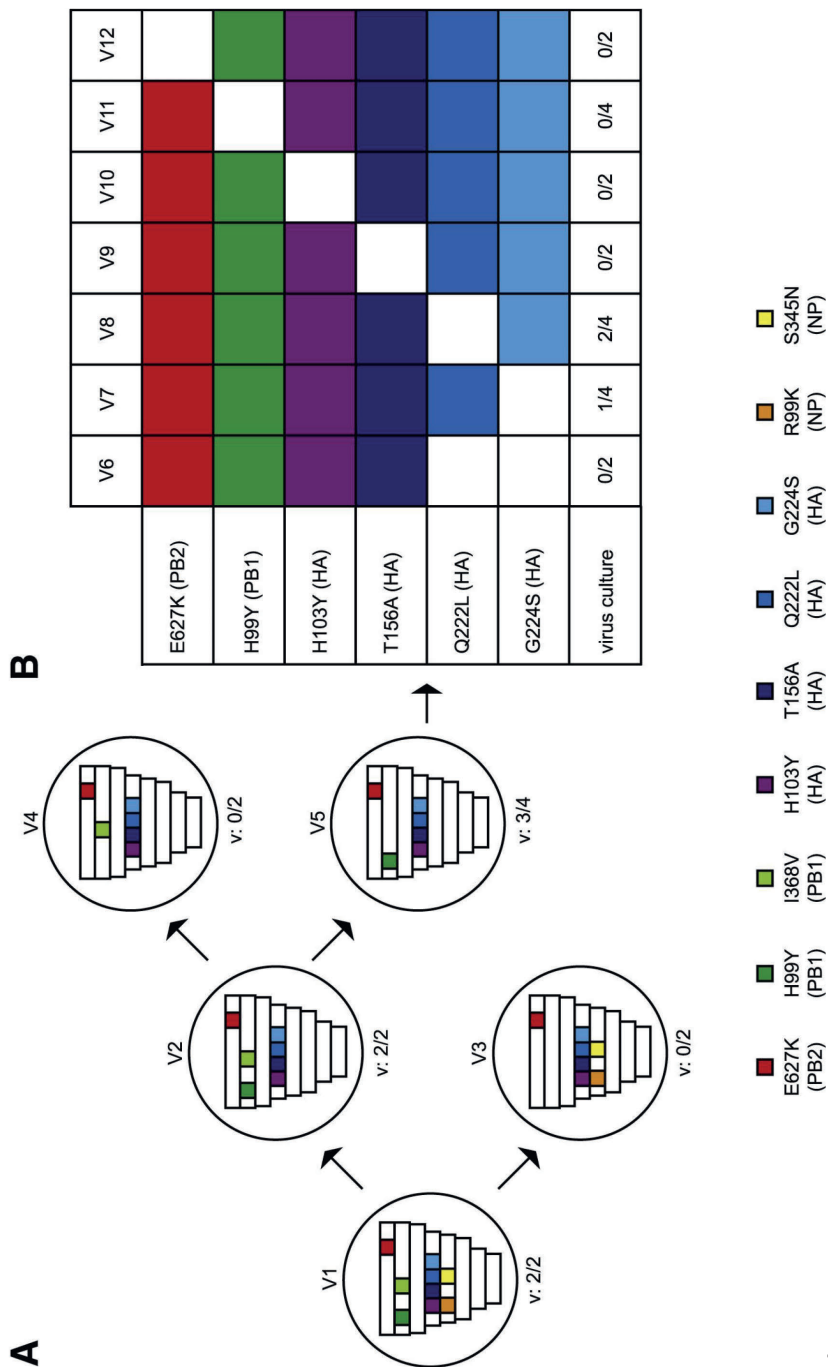 A
V1
v: 2/2
V2
v: 2/2
V3
v: 0/2
V4
v: 0/2
V5
v: 3/4
B
V6 V7 V8 V9 V10 V11 V12
E627K (PB2)
H99Y (PB1)
H103Y (HA)
T156A (HA)
Q222L (HA)
G224S (HA)
virus culture 0/2 1/4 2/4 0/2 0/2 0/4 0/2
E627K H99Y I368V H103Y T156A Q222L G224S R99K S345N
(PB2) (PB1) (PB1) (HA) (HA) (HA) (HA) (NP) (NP)